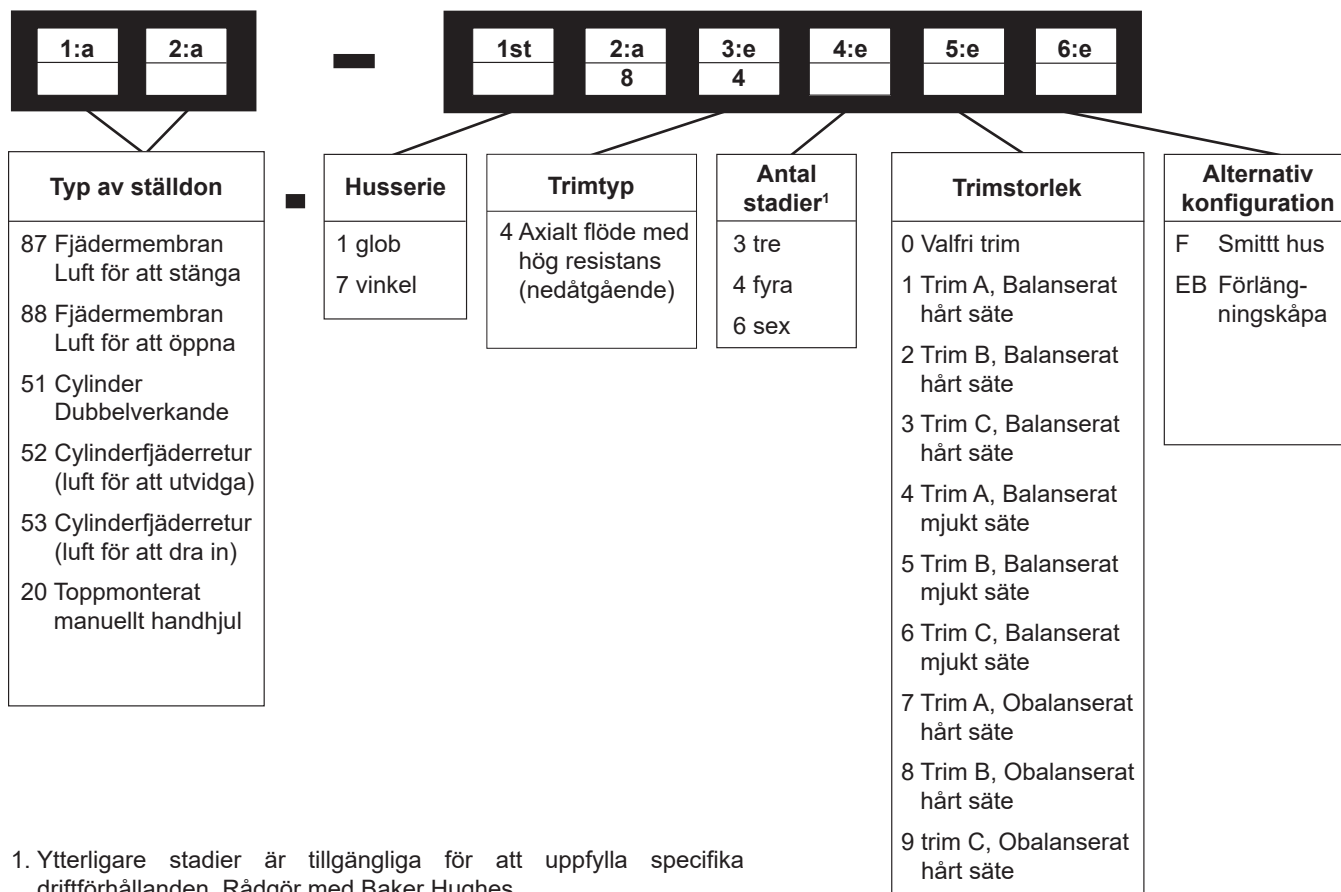 1:a 2:a - 1st 2:a 3:e 4:e 5:e 6:e
8 4
Typ av ställdon
87 Fjädermembran
Luft för att stänga
88 Fjädermembran
Luft för att öppna
51 Cylinder
Dubbelverkande
52 Cylinderfjäderretur
(luft för att utvidga)
53 Cylinderfjäderretur
(luft för att dra in)
20 Toppmonterat
manuellt handhjul
-
Husserie
1 glob
7 vinkel
Trimtyp
4 Axialt flöde med
hög resistans
(nedåtgående)
Antal
stadier¹
3 tre
4 fyra
6 sex
Trimstorlek
0 Valfri trim
1 Trim A, Balanserat
hårt säte
2 Trim B, Balanserat
hårt säte
3 Trim C, Balanserat
hårt säte
4 Trim A, Balanserat
mjukt säte
5 Trim B, Balanserat
mjukt säte
6 Trim C, Balanserat
mjukt säte
7 Trim A, Obalanserat
hårt säte
8 Trim B, Obalanserat
hårt säte
9 trim C, Obalanserat
hårt säte
Alternativ
konfiguration
F Smittt hus
EB Förläng-
ningskåpa
1. Ytterligare stadier är tillgängliga för att uppfylla specifika
driftförhållanden. Rådgör med Baker Hughes.